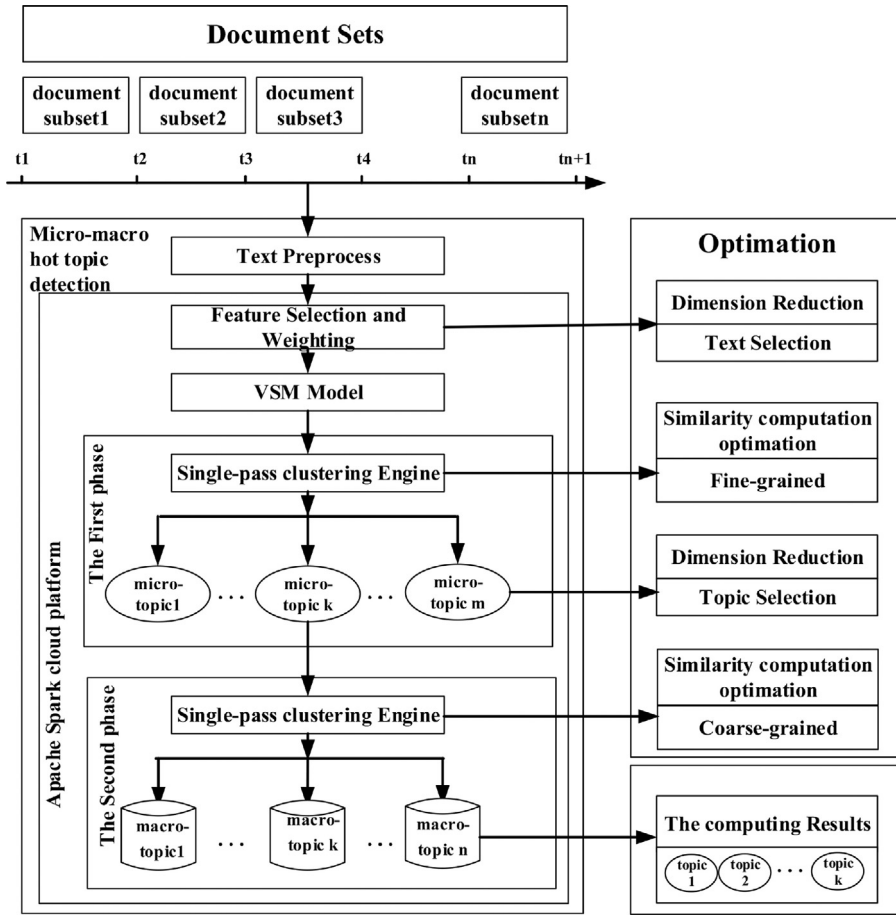 Document Sets
document
subset1
document
subset2
document
subset3
document
subsetn
t1
t2
t3
t4
tn
tn+1
Micro-macro
hot topic
detection
Text Preprocess
Feature Selection and
Weighting
VSM Model
Apache Spark cloud platform
The First phase
Single-pass clustering Engine
micro-
topic1
...
micro-
topic k
...
micro-
topic m
The Second phase
Single-pass clustering Engine
macro-
topic1
...
macro-
topic k
...
macro-
topic n
Optimation
Dimension Reduction
Text Selection
Similarity computation
optimation
Fine-grained
Dimension Reduction
Topic Selection
Similarity computation
optimation
Coarse-grained
The computing Results
topic
1
topic
2
...
topic
k